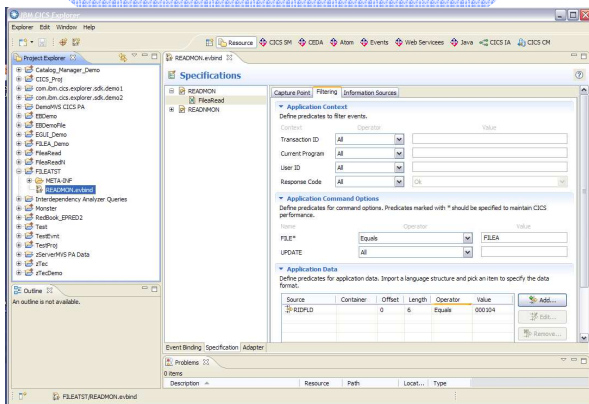 IBM CICS Explorer
Explorer Edit Window Help
Resource CICS SM CEDA Atom Events Web Servicees Java CICS IA CICS CM
Project Explorer
Catalog_Manager_Demo
CICS_Proj
com.ibm.cics.explorer.sdk.demo1
com.ibm.cics.explorer.sdk.demo2
DemoMVS CICS PA
EBDemo
EBDemoFile
EGUI_Demo
FILEA_Demo
FileaRead
FileaReadN
FILEATST
META-INF
READMON.evbind
Interdependency Analyzer Queries
Monster
RedBook_EPRED2
Test
TestEvnt
TestProj
zServerMVS PA Data
zTec
zTecDemo
Outline
An outline is not available.
READMON.evbind
Specifications
READMON
FileaRead
READNMON
Capture Point Filtering Information Sources
Application Context
Define predicates to filter events.
Context Operator Value
Transaction ID All
Current Program All
User ID All
Response Code All Ok
Application Command Options
Define predicates for command options. Predicates marked with * should be specified to maintain CICS
performance.
Name Operator Value
FILE* Equals FILEA
UPDATE All
Application Data
Define predicates for application data. Import a language structure and pick an item to specify the data
format.
Source Container Offset Length Operator Value
RIDFLD 0 6 Equals 000104
Add...
Edit...
Remove...
Event Binding Specification Adapter
Problems
0 items
Description Resource Path Locat... Type
FILEATST/READMON.evbind